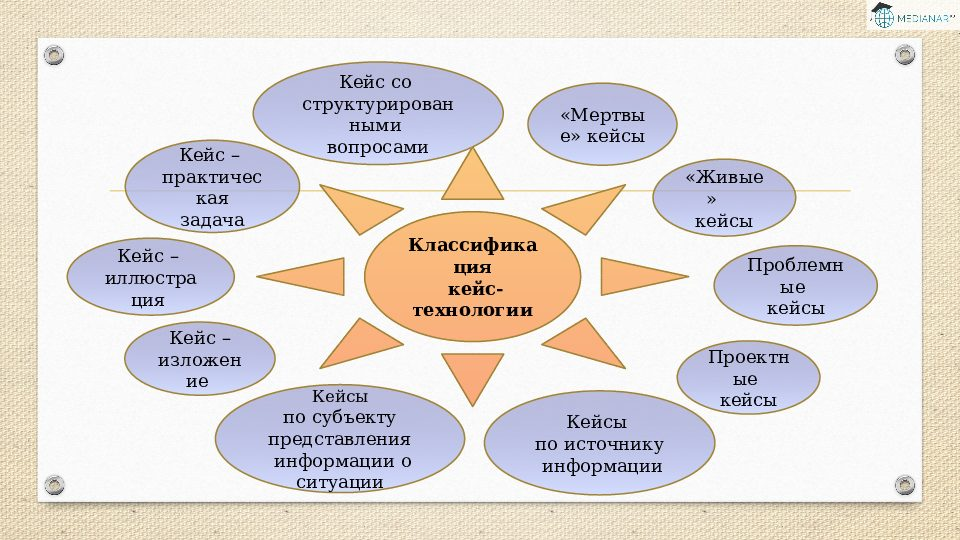 MEDIANAR
Кейс со
структурирован
ными
вопросами
«Мертвы
е» кейсы
«Живые
»
кейсы
Проблемн
ые
кейсы
Проектн
ые
кейсы
Кейсы
по источнику
информации
Кейсы
по субъекту
представления
информации о
ситуации
Кейс –
изложен
ие
Кейс –
иллюстра
ция
Кейс –
практичес
кая
задача
Классифика
ция
кейс-
технологии